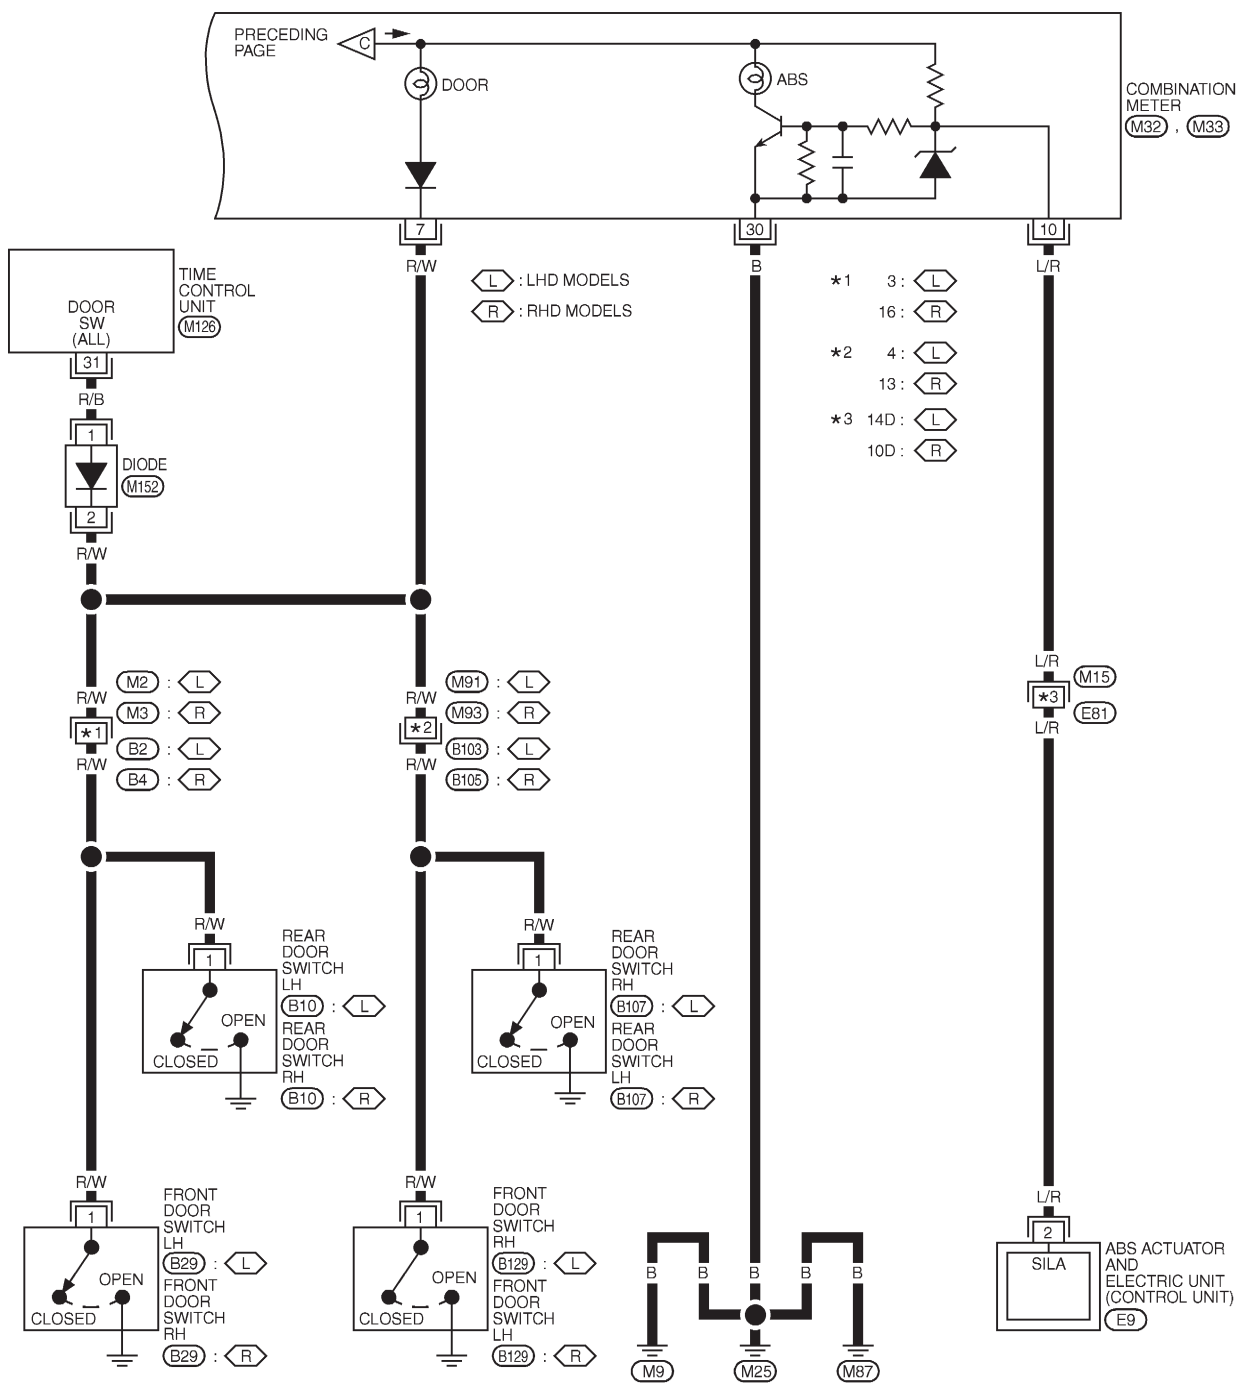 PRECEDING
PAGE
C
DOOR
ABS
COMBINATION
METER
M32 , M33
7
30
10
R/W
B
L/R
L : LHD MODELS
R : RHD MODELS
*1 3 : L
16 : R
*2 4 : L
13 : R
*3 14D : L
10D : R
TIME
CONTROL
UNIT
M126
DOOR
SW
(ALL)
31
R/B
1
DIODE
M152
2
R/W
R/W
M2 : L
M3 : R
*1
B2 : L
B4 : R
R/W
R/W
M91 : L
M93 : R
*2
B103 : L
B105 : R
R/W
L/R
M15
*3
E81
L/R
R/W
1
REAR
DOOR
SWITCH
LH
B10 : L
REAR
DOOR
SWITCH
RH
B10 : R
OPEN
CLOSED
R/W
1
REAR
DOOR
SWITCH
RH
B107 : L
REAR
DOOR
SWITCH
LH
B107 : R
OPEN
CLOSED
R/W
1
FRONT
DOOR
SWITCH
LH
B29 : L
FRONT
DOOR
SWITCH
RH
B29 : R
OPEN
CLOSED
R/W
1
FRONT
DOOR
SWITCH
RH
B129 : L
FRONT
DOOR
SWITCH
LH
B129 : R
OPEN
CLOSED
B B B B B
M9 M25 M87
L/R
2
SILA
ABS ACTUATOR
AND
ELECTRIC UNIT
(CONTROL UNIT)
E9